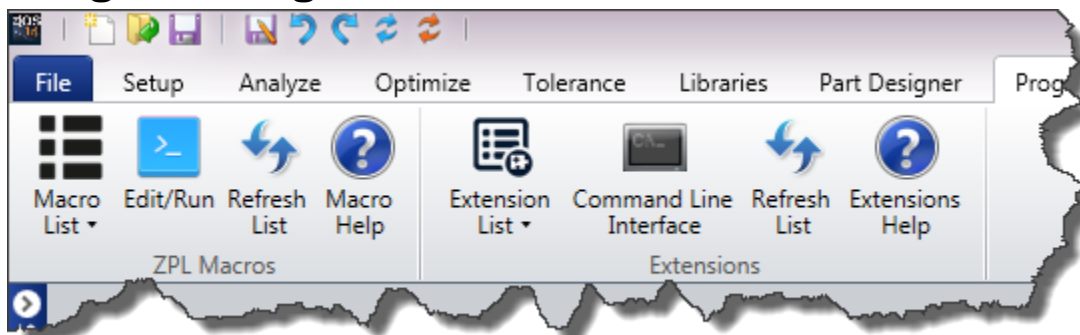 File Setup Analyze Optimize Tolerance Libraries Part Designer Prog
Macro List Edit/Run Refresh List Macro Help Extension List Command Line Interface Refresh List Extensions Help
ZPL Macros Extensions